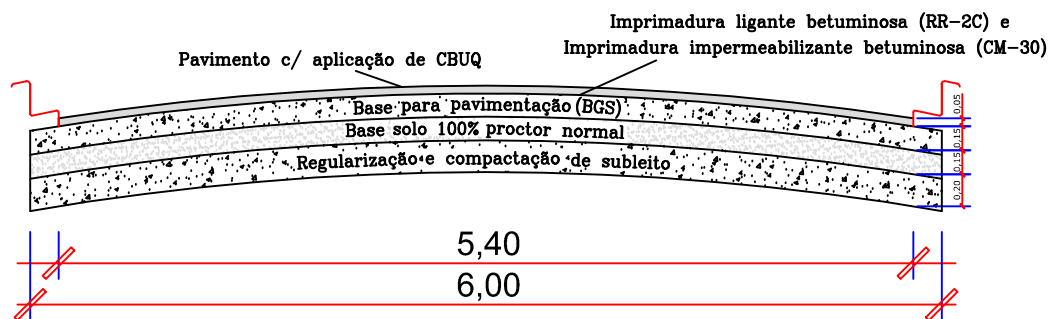 Imprimadura ligante betuminosa (RR-2C) e
Imprimadura impermeabilizante betuminosa (CM-30)
Pavimento c/ aplicação de CBUQ
Base para pavimentação (BGS)
Base solo 100% proctor normal
Regularização e compactação de subleito
0,05
0,15
0,15
0,20
5,40
6,00